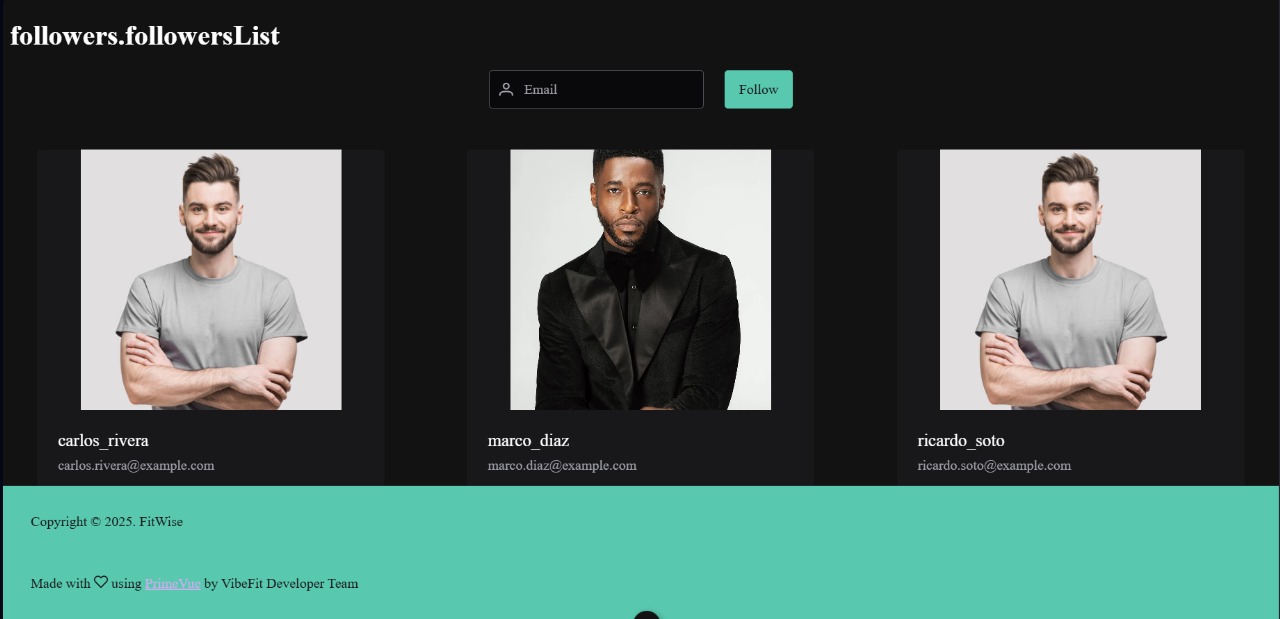 followers.followersList
Email
Follow
carlos_rivera
carlos.rivera@example.com
marco_diaz
marco.diaz@example.com
ricardo_soto
ricardo.soto@example.com
Copyright © 2025. FitWise
Made with ♡ using PrimeVue by VibeFit Developer Team